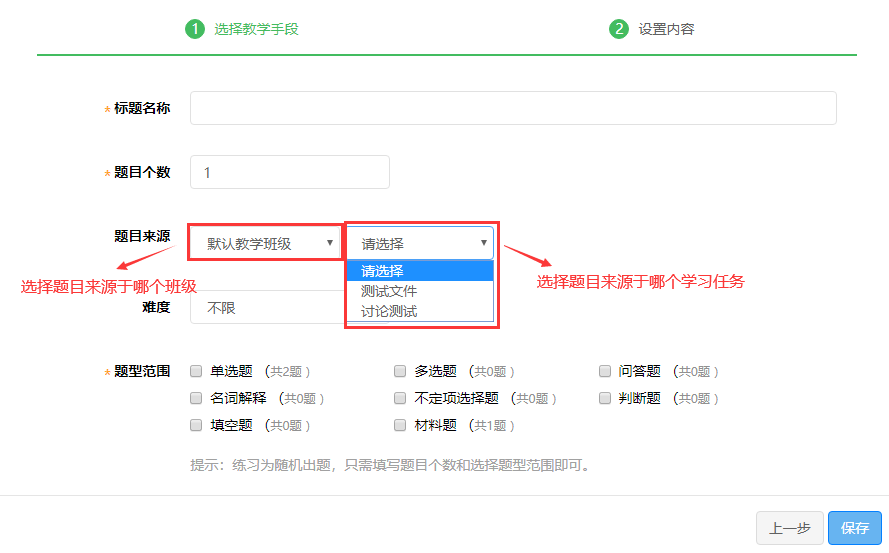 1 选择教学手段 2 设置内容
* 标题名称
* 题目个数 1
题目来源 默认教学班级 请选择
请选择
选择题目来源于哪个班级 选择题目来源于哪个学习任务
测试文件
难度 不限 讨论测试
* 题型范围 单选题 （共2题） 多选题 （共0题） 问答题 （共0题）
名词解释 （共0题） 不定项选择题 （共0题） 判断题 （共0题）
填空题 （共0题） 材料题 （共1题）
提示：练习为随机出题，只需填写题目个数和选择题型范围即可。
上一步 保存